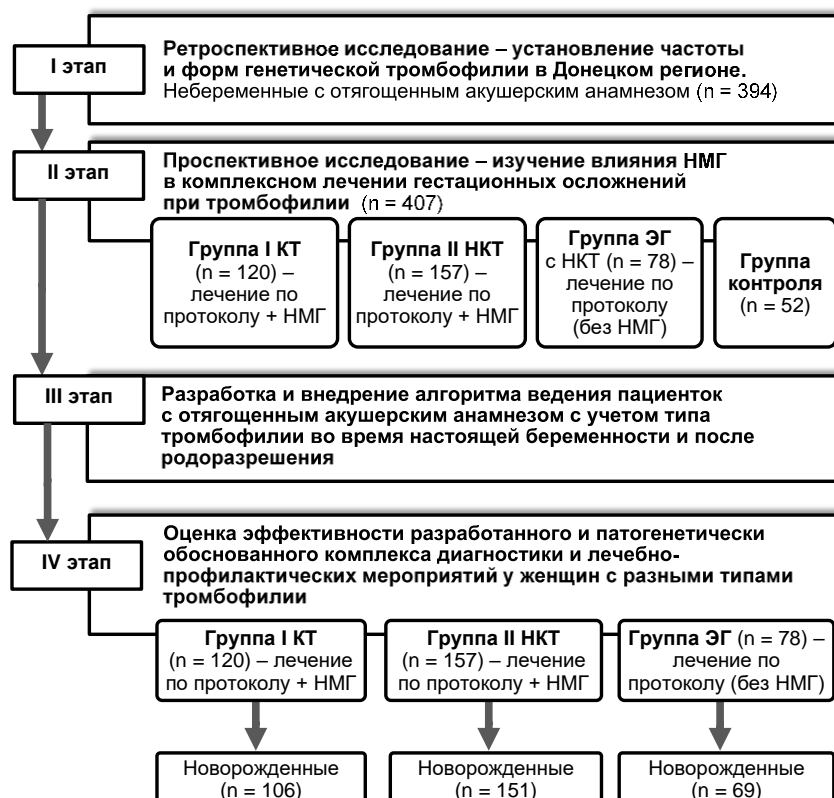 I этап
Ретроспективное исследование – установление частоты
и форм генетической тромбофилии в Донецком регионе.
Небеременные с отягощенным акушерским анамнезом (n = 394)
II этап
Проспективное исследование – изучение влияния НМГ
в комплексном лечении гестационных осложнений
при тромбофилии (n = 407)
Группа I КТ
(n = 120) –
лечение по
протоколу + НМГ
Группа II НКТ
(n = 157) –
лечение по
протоколу + НМГ
Группа ЭГ
с НКТ (n = 78) –
лечение по
протоколу
(без НМГ)
Группа
контроля
(n = 52)
III этап
Разработка и внедрение алгоритма ведения пациенток
с отягощенным акушерским анамнезом с учетом типа
тромбофилии во время настоящей беременности и после
родоразрешения
IV этап
Оценка эффективности разработанного и патогенетически
обоснованного комплекса диагностики и лечебно-
профилактических мероприятий у женщин с разными типами
тромбофилии
Группа I КТ
(n = 120) – лечение
по протоколу + НМГ
Группа II НКТ
(n = 157) – лечение
по протоколу + НМГ
Группа ЭГ (n = 78) –
лечение по
протоколу (без НМГ)
Новорожденные
(n = 106)
Новорожденные
(n = 151)
Новорожденные
(n = 69)